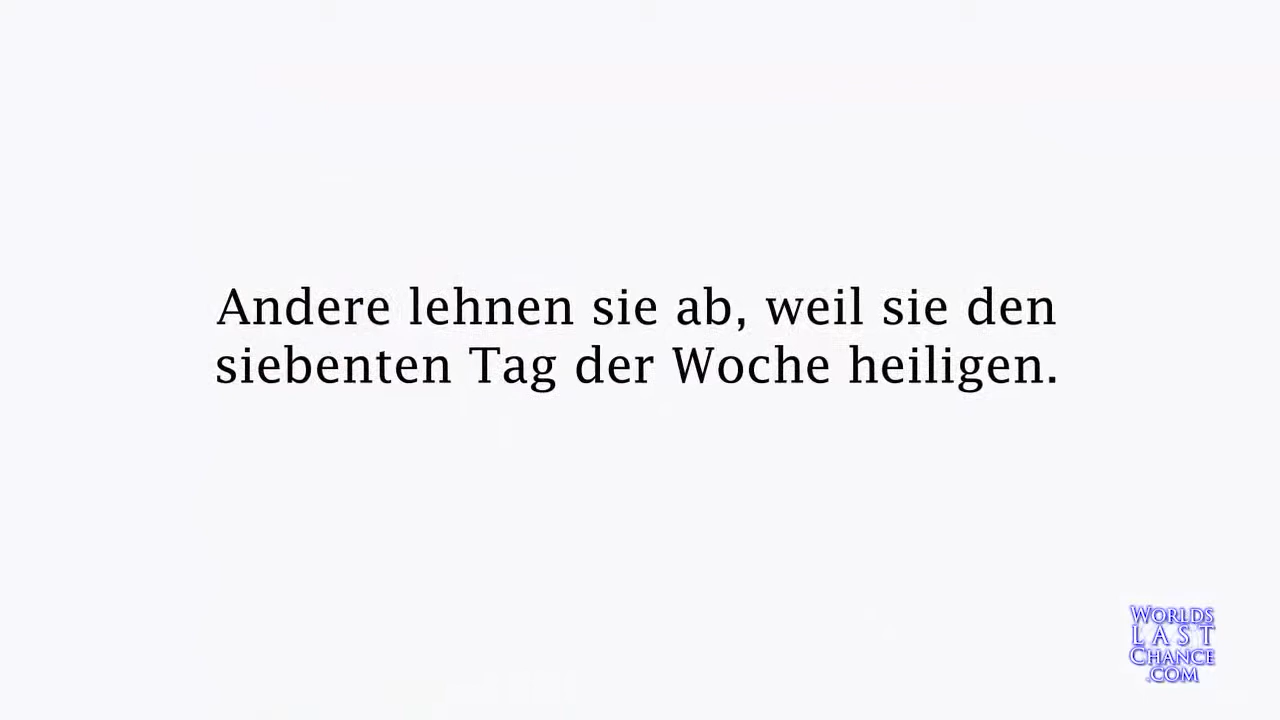 Andere lehnen sie ab, weil sie den
siebenten Tag der Woche heiligen.
WORLDS
LAST
CHANCE
.COM